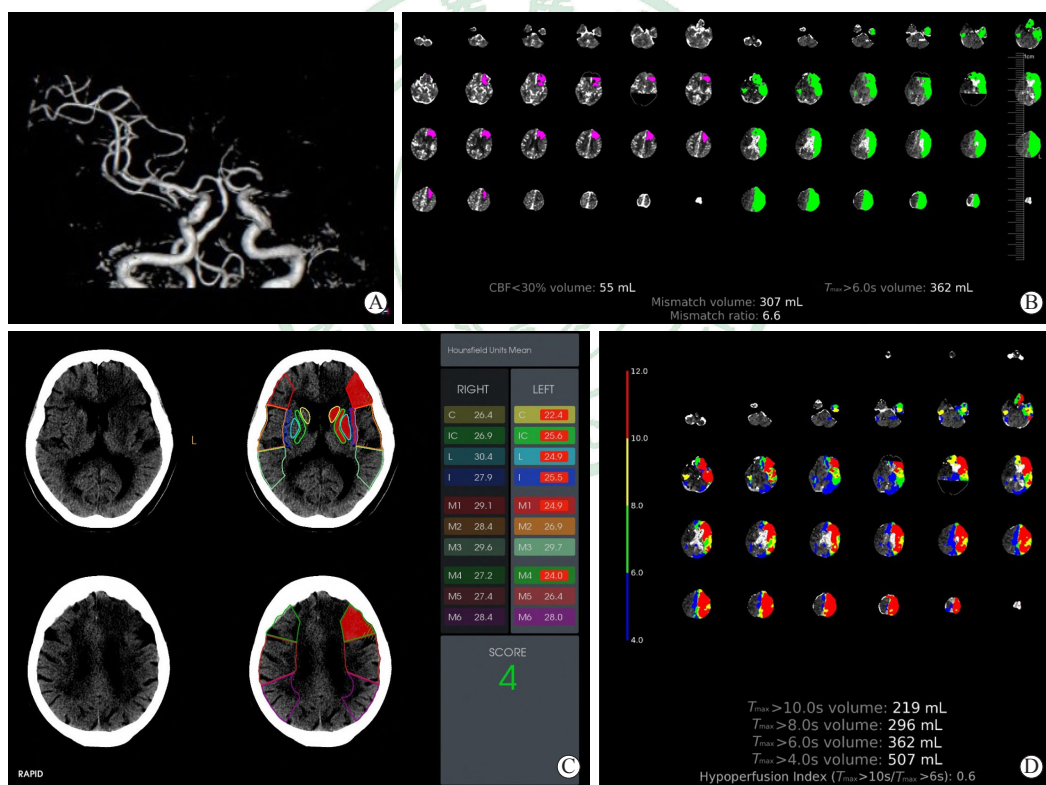 A
1cm
L
CBF<30% volume: 55 mL
Tmax>6.0s volume: 362 mL
Mismatch volume: 307 mL
Mismatch ratio: 6.6
B
L
Hounsfield Units Mean
RIGHT LEFT
C 26.4 C 22.4
IC 26.9 IC 25.6
L 30.4 L 24.9
I 27.9 I 25.5
M1 29.1 M1 24.9
M2 28.4 M2 26.9
M3 29.6 M3 29.7
M4 27.2 M4 24.0
M5 27.4 M5 26.4
M6 28.4 M6 28.0
SCORE
4
RAPID
C
12.0
10.0
8.0
6.0
4.0
Tmax>10.0s volume: 219 mL
Tmax>8.0s volume: 296 mL
Tmax>6.0s volume: 362 mL
Tmax>4.0s volume: 507 mL
Hypoperfusion Index (Tmax>10s/Tmax>6s): 0.6
D